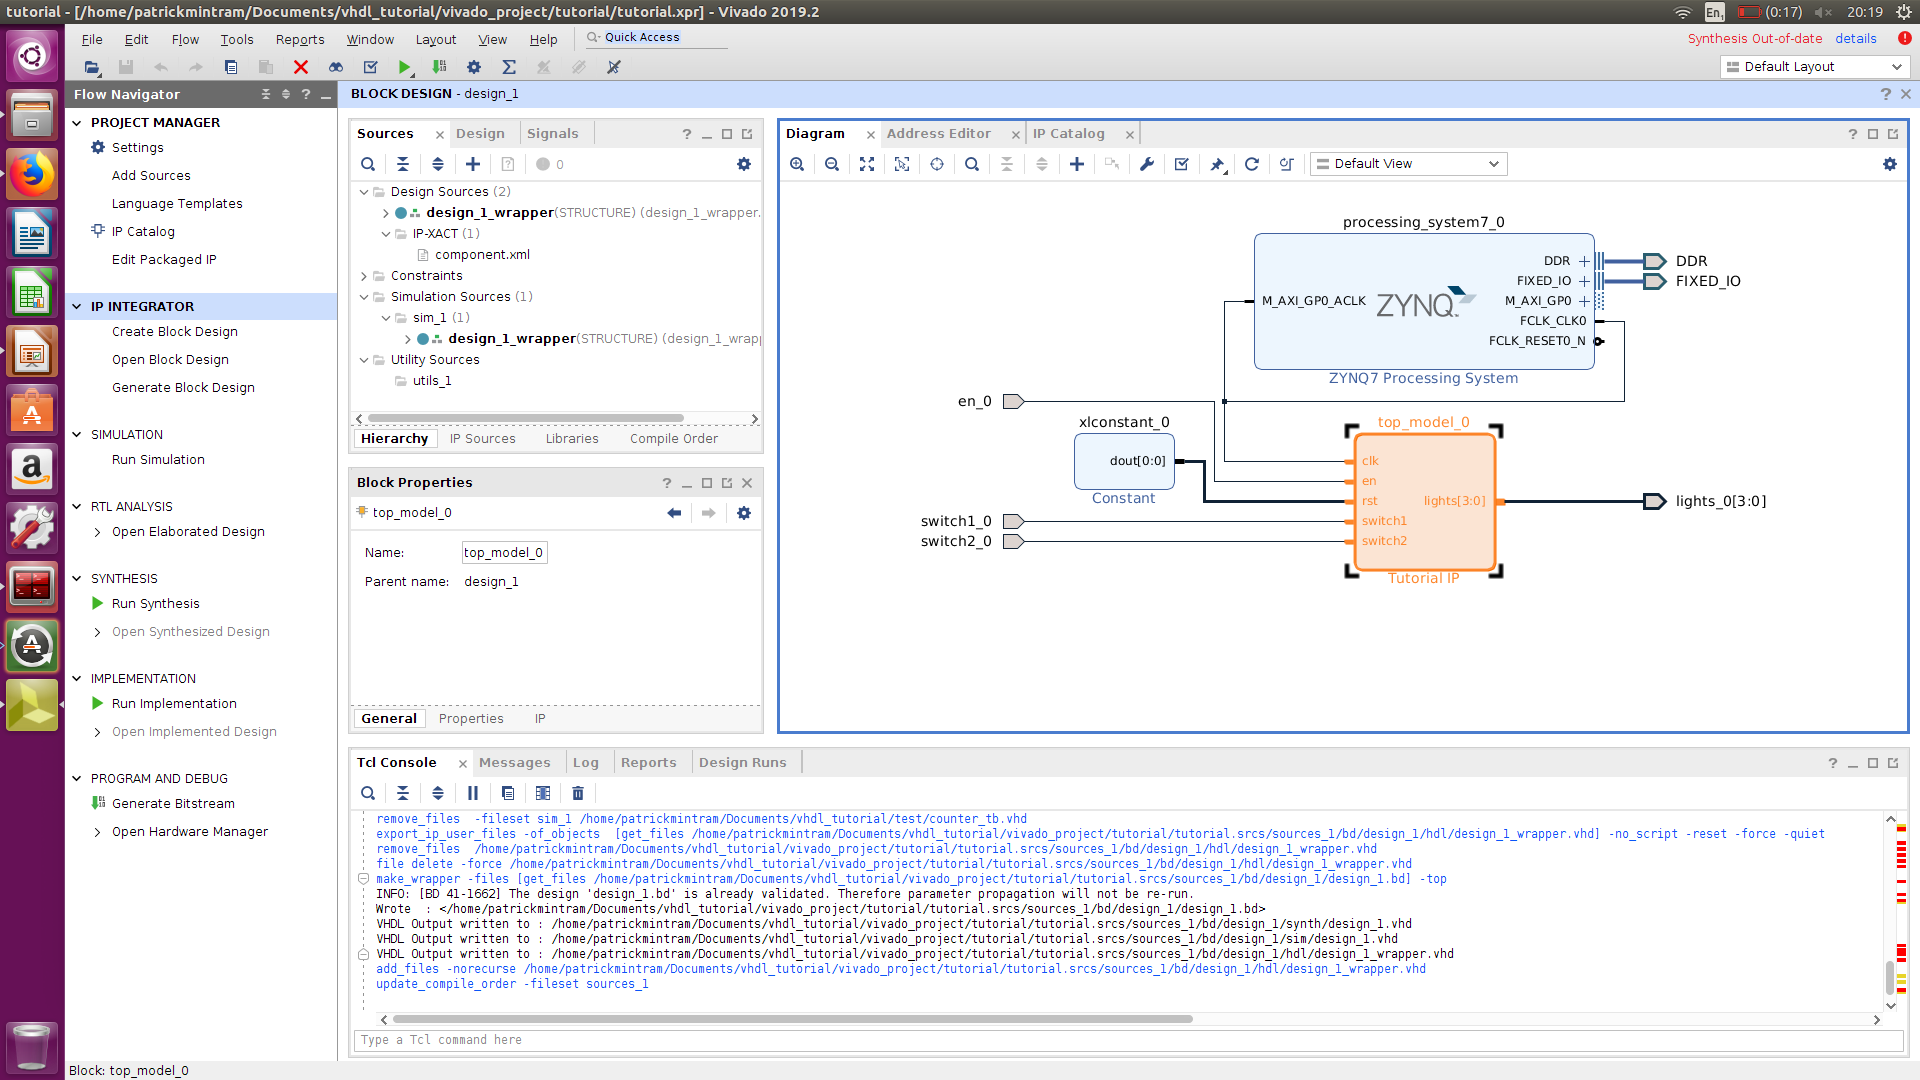 tutorial - [/home/patrickmintram/Documents/vhdl_tutorial/vivado_project/tutorial/tutorial.xpr] - Vivado 2019.2
En1 (0:17) 20:19
File Edit Flow Tools Reports Window Layout View Help Quick Access
Synthesis Out-of-date details
Default Layout
Flow Navigator
PROJECT MANAGER
Settings
Add Sources
Language Templates
IP Catalog
Edit Packaged IP
IP INTEGRATOR
Create Block Design
Open Block Design
Generate Block Design
SIMULATION
Run Simulation
RTL ANALYSIS
Open Elaborated Design
SYNTHESIS
Run Synthesis
Open Synthesized Design
IMPLEMENTATION
Run Implementation
Open Implemented Design
PROGRAM AND DEBUG
Generate Bitstream
Open Hardware Manager
BLOCK DESIGN - design_1
Sources Design Signals
0
Design Sources (2)
design_1_wrapper(STRUCTURE) (design_1_wrapper.
IP-XACT (1)
component.xml
Constraints
Simulation Sources (1)
sim_1 (1)
design_1_wrapper(STRUCTURE) (design_1_wrapp
Utility Sources
utils_1
Hierarchy IP Sources Libraries Compile Order
Block Properties
top_model_0
Name: top_model_0
Parent name: design_1
General Properties IP
Diagram Address Editor IP Catalog
Default View
processing_system7_0
DDR
FIXED_IO
M_AXI_GP0_ACLK
ZYNQ
M_AXI_GP0
FCLK_CLK0
FCLK_RESET0_N
ZYNQ7 Processing System
DDR
FIXED_IO
en_0
xlconstant_0
dout[0:0]
Constant
switch1_0
switch2_0
top_model_0
clk
en
rst
lights[3:0]
switch1
switch2
Tutorial IP
lights_0[3:0]
Tcl Console Messages Log Reports Design Runs
remove_files -fileset sim_1 /home/patrickmintram/Documents/vhdl_tutorial/test/counter_tb.vhd
export_ip_user_files -of_objects [get_files /home/patrickmintram/Documents/vhdl_tutorial/vivado_project/tutorial/tutorial.srcs/sources_1/bd/design_1/hdl/design_1_wrapper.vhd] -no_script -reset -force -quiet
remove_files /home/patrickmintram/Documents/vhdl_tutorial/vivado_project/tutorial/tutorial.srcs/sources_1/bd/design_1/hdl/design_1_wrapper.vhd
file delete -force /home/patrickmintram/Documents/vhdl_tutorial/vivado_project/tutorial/tutorial.srcs/sources_1/bd/design_1/hdl/design_1_wrapper.vhd
make_wrapper -files [get_files /home/patrickmintram/Documents/vhdl_tutorial/vivado_project/tutorial/tutorial.srcs/sources_1/bd/design_1/design_1.bd] -top
INFO: [BD 41-1662] The design 'design_1.bd' is already validated. Therefore parameter propagation will not be re-run.
Wrote : </home/patrickmintram/Documents/vhdl_tutorial/vivado_project/tutorial/tutorial.srcs/sources_1/bd/design_1/design_1.bd>
VHDL Output written to : /home/patrickmintram/Documents/vhdl_tutorial/vivado_project/tutorial/tutorial.srcs/sources_1/bd/design_1/synth/design_1.vhd
VHDL Output written to : /home/patrickmintram/Documents/vhdl_tutorial/vivado_project/tutorial/tutorial.srcs/sources_1/bd/design_1/sim/design_1.vhd
VHDL Output written to : /home/patrickmintram/Documents/vhdl_tutorial/vivado_project/tutorial/tutorial.srcs/sources_1/bd/design_1/hdl/design_1_wrapper.vhd
add_files -norecurse /home/patrickmintram/Documents/vhdl_tutorial/vivado_project/tutorial/tutorial.srcs/sources_1/bd/design_1/hdl/design_1_wrapper.vhd
update_compile_order -fileset sources_1
Type a Tcl command here
Block: top_model_0